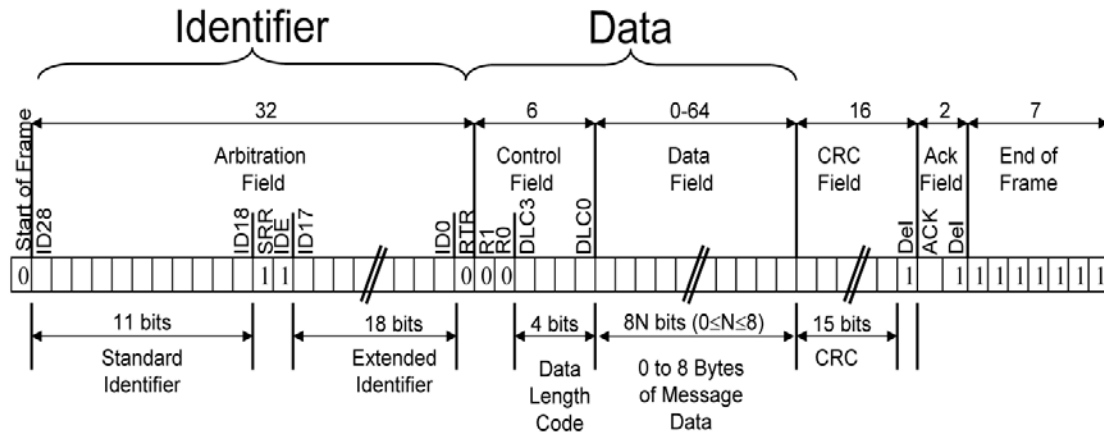 Identifier Data
32 6 0-64 16 2 7
Start of Frame
Arbitration
Field
Control
Field
Data
Field
CRC
Field
Ack
Field
End of
Frame
ID28
ID18
SRR
IDE
ID17
ID0
RTR
R1
R0
DLC3
DLC0
Del
ACK
Del
0 1 1 0 0 0 1 1 1 1 1 1 1 1 1
11 bits
Standard
Identifier
18 bits
Extended
Identifier
4 bits
Data
Length
Code
8N bits (0≤N≤8)
0 to 8 Bytes
of Message
Data
15 bits
CRC